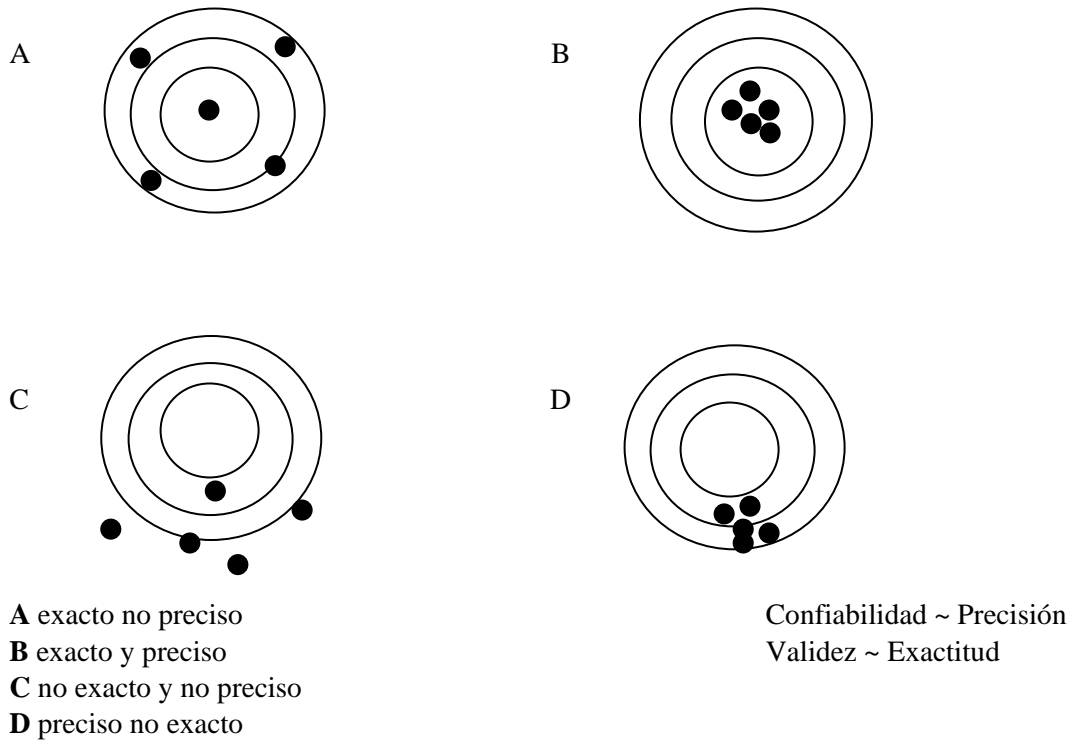 A
B
C
D
A exacto no preciso
B exacto y preciso
C no exacto y no preciso
D preciso no exacto
Confiabilidad ~ Precisión
Validez ~ Exactitud